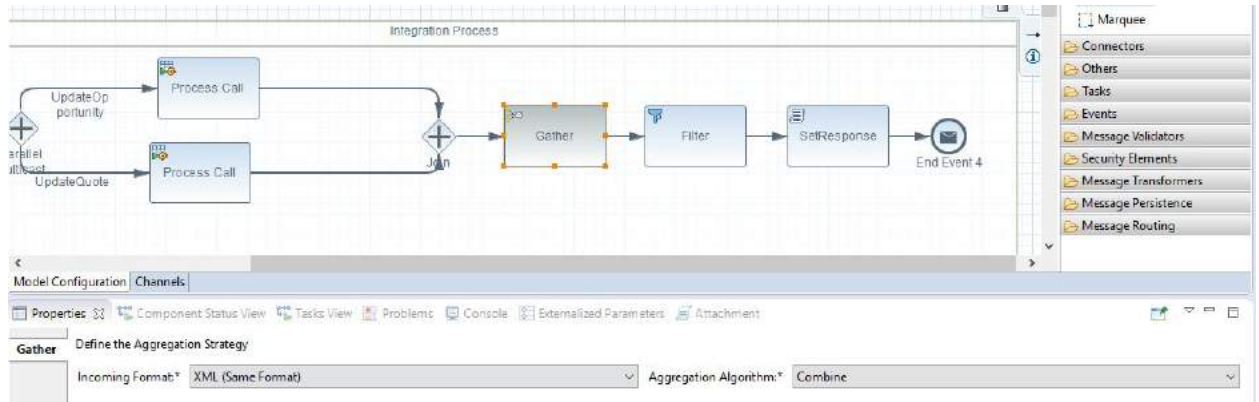 Integration Process
Marquee
Connectors
Others
Tasks
Events
Message Validators
Security Elements
Message Transformers
Message Persistence
Message Routing
UpdateOp
portunity
Process Call
Join
Gather
Filter
SetResponse
End Event 4
UpdateQuote
Process Call
Model Configuration Channels
Properties Component Status View Tasks View Problems Console Externalized Parameters Attachment
Gather Define the Aggregation Strategy
Incoming Format:* XML (Same Format) Aggregation Algorithm:* Combine